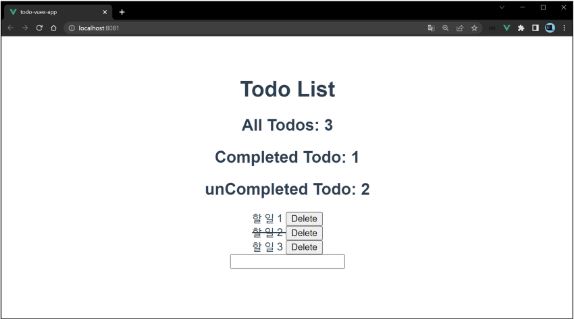 todo-vuex-app
localhost:8081
Todo List
All Todos: 3
Completed Todo: 1
unCompleted Todo: 2
할 일 1 Delete
할 일 2 Delete
할 일 3 Delete